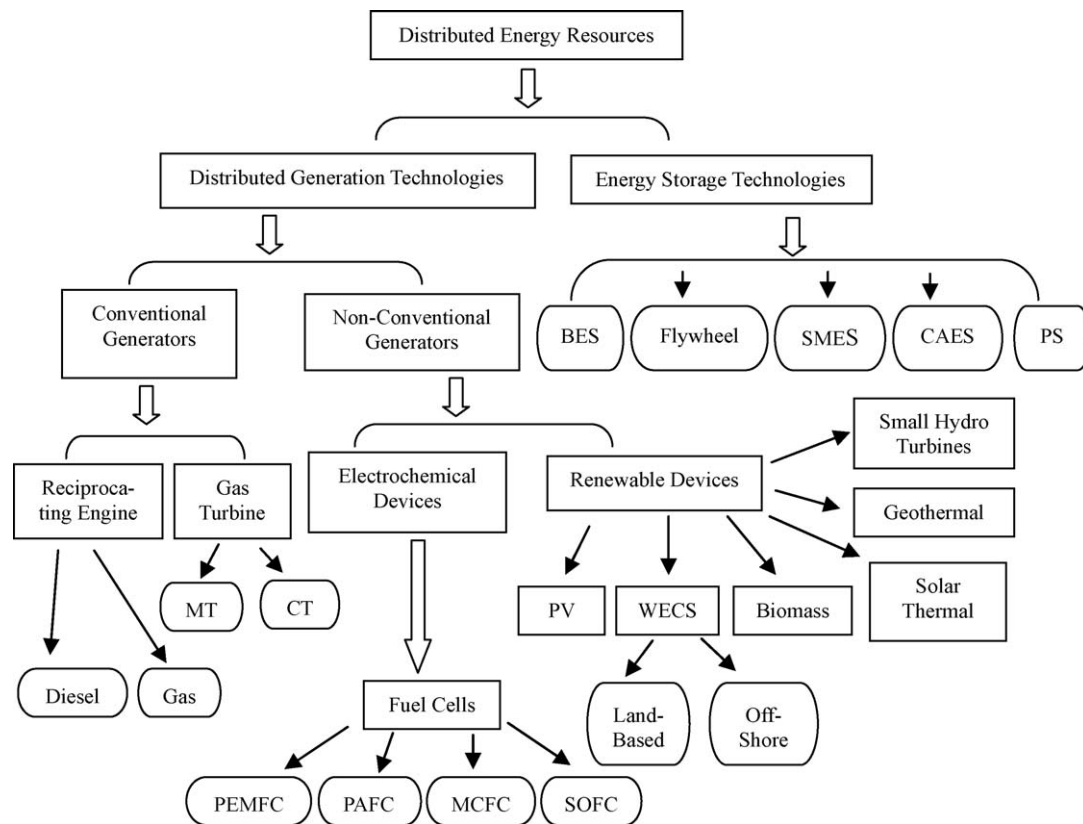 Distributed Energy Resources
Distributed Generation Technologies
Energy Storage Technologies
Conventional
Generators
Non-Conventional
Generators
BES
Flywheel
SMES
CAES
PS
Reciproca-
ting Engine
Gas
Turbine
Electrochemical
Devices
Renewable Devices
Small Hydro
Turbines
Geothermal
Solar
Thermal
MT
CT
PV
WECS
Biomass
Diesel
Gas
Fuel Cells
Land-
Based
Off-
Shore
PEMFC
PAFC
MCFC
SOFC